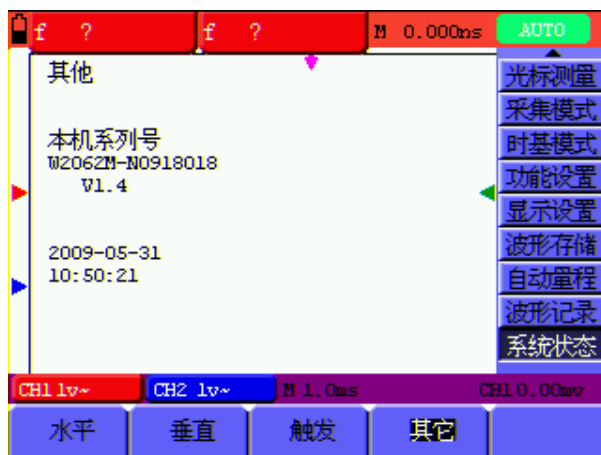 f ? f ? M 0.000ns AUTO
其他
本机系列号
W2062M-N0918018
V1.4
2009-05-31
10:50:21
光标测量
采集模式
时基模式
功能设置
显示设置
波形存储
自动量程
波形记录
系统状态
CH1 1v~ CH2 1v~ M 1.0ms CH1 0.00mv
水平 垂直 触发 其它